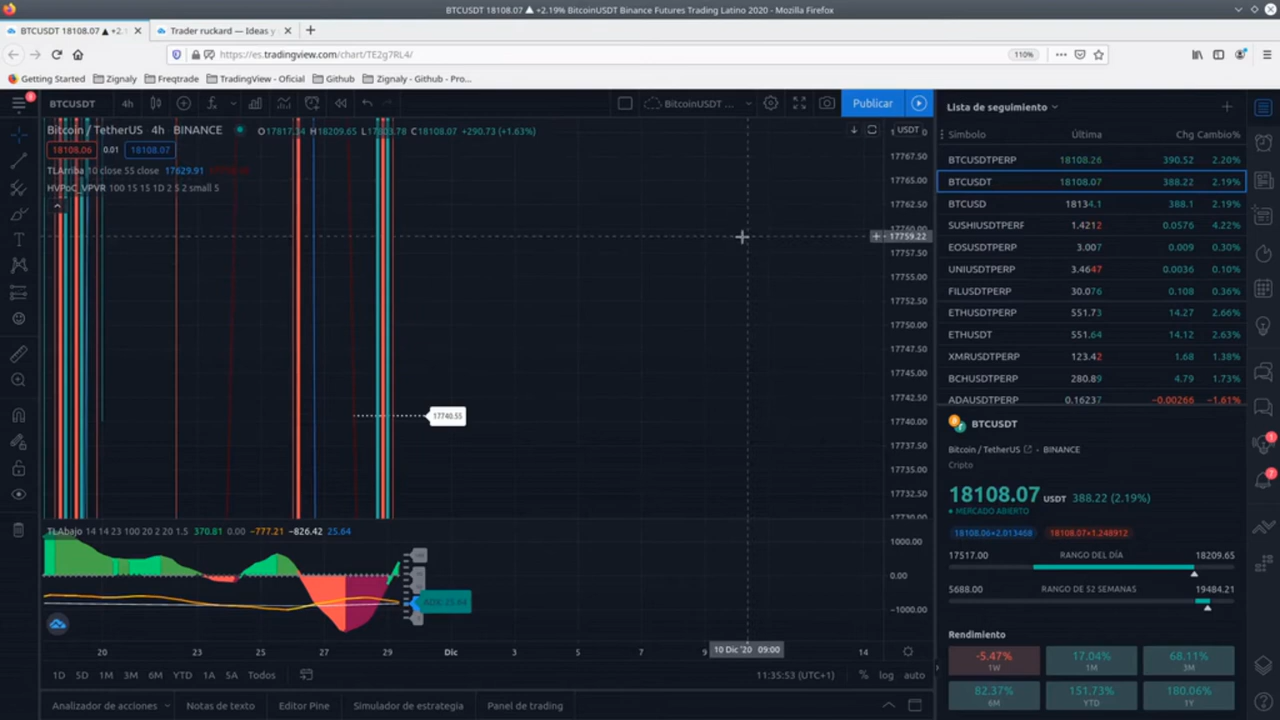 BTCUSDT 18108.07 ▲ +2.19% BitcoinUSDT Binance Futures Trading Latino 2020 - Mozilla Firefox
BTCUSDT 18108.07 ▲ +2.1
Trader ruckard — Ideas y
https://es.tradingview.com/chart/TE2g7RL4/
110%
Getting Started
Zignaly
Freqtrade
TradingView - Oficial
Github
Zignaly - Github - Pro...
8
BTCUSDT
4h
BitcoinUSDT ...
Publicar
Lista de seguimiento
Bitcoin / TetherUS 4h BINANCE
O17817.34 H18209.65 L17803.78 C18108.07 +290.73 (+1.63%)
USDT
18108.06
0.01
18108.07
TLArriba 10 close 55 close 17629.91
HVPoC_VPVR 100 15 15 1D 2 5 2 small 5
17767.50
17765.00
17762.50
17760.00
17759.22
17757.50
17755.00
17752.50
17750.00
17747.50
17745.00
17742.50
17740.00
17737.50
17735.00
17732.50
17730.00
17740.55
TLAbajo 14 14 23 100 20 2 20 1.5 370.81 0.00 −777.21 −826.42 25.64
1000.00
0.00
−1000.00
ADX 25.64
20
23
25
27
29
Dic
3
5
7
9
10 Dic '20 09:00
14
1D
5D
1M
3M
6M
YTD
1A
5A
Todos
11:35:53 (UTC+1)
%
log
auto
Analizador de acciones
Notas de texto
Editor Pine
Simulador de estrategia
Panel de trading
Símbolo
Última
Chg
Cambio%
BTCUSDTPERP 18108.26 390.52 2.20%
BTCUSDT 18108.07 388.22 2.19%
BTCUSD 18134.1 388.1 2.19%
SUSHIUSDTPERP 1.4212 0.0576 4.22%
EOSUSDTPERP 3.007 0.009 0.30%
UNIUSDTPERP 3.4647 0.0036 0.10%
FILUSDTPERP 30.076 0.108 0.36%
ETHUSDTPERP 551.73 14.27 2.66%
ETHUSDT 551.64 14.12 2.63%
XMRUSDTPERP 123.42 1.68 1.38%
BCHUSDTPERP 280.89 4.79 1.73%
ADAUSDTPERP 0.16237 −0.00266 −1.61%
BTCUSDT
Bitcoin / TetherUS - BINANCE
Cripto
18108.07 USDT 388.22 (2.19%)
MERCADO ABIERTO
18108.06×2.013468
18108.07×1.248912
17517.00 RANGO DEL DÍA 18209.65
5688.00 RANGO DE 52 SEMANAS 19484.21
Rendimiento
-5.47%
1W
17.04%
1M
68.11%
3M
82.37%
6M
151.73%
YTD
180.06%
1Y
1
7